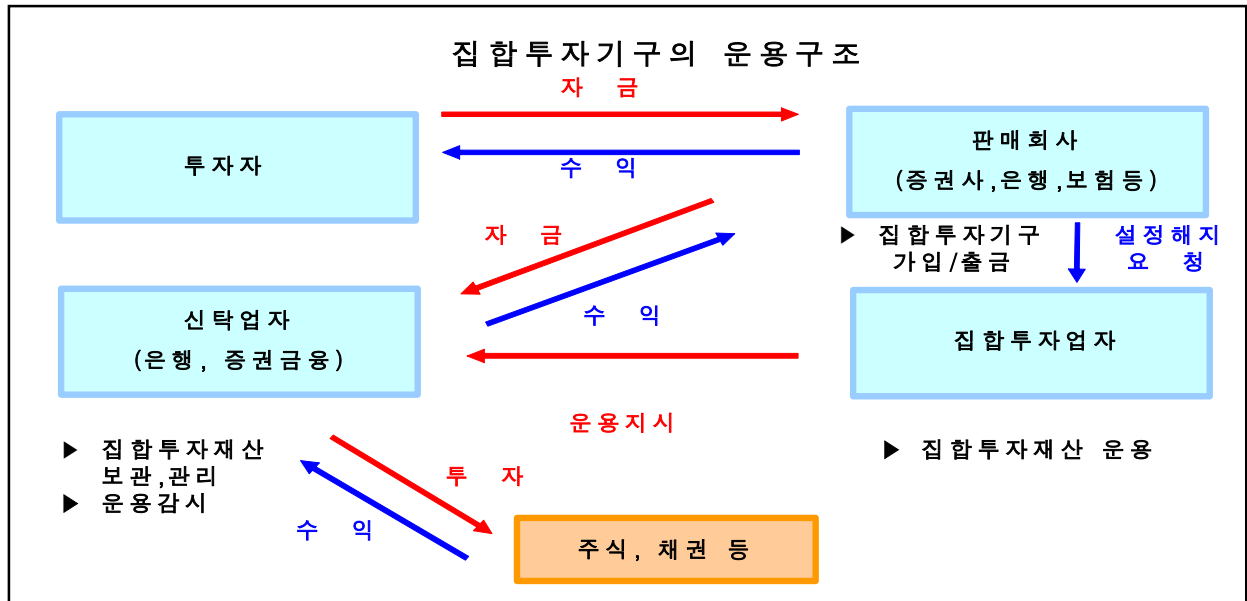 집합투자기구의 운용구조
자 금
투자자
수 익
판매회사
(증권사,은행,보험등)
자 금
▶ 집합투자기구
가입/출금
설정해지
요 청
신탁업자
(은행, 증권금융)
수 익
집합투자업자
운용지시
▶ 집합투자재산
보관,관리
▶ 운용감시
▶ 집합투자재산 운용
투 자
수 익
주식, 채권 등